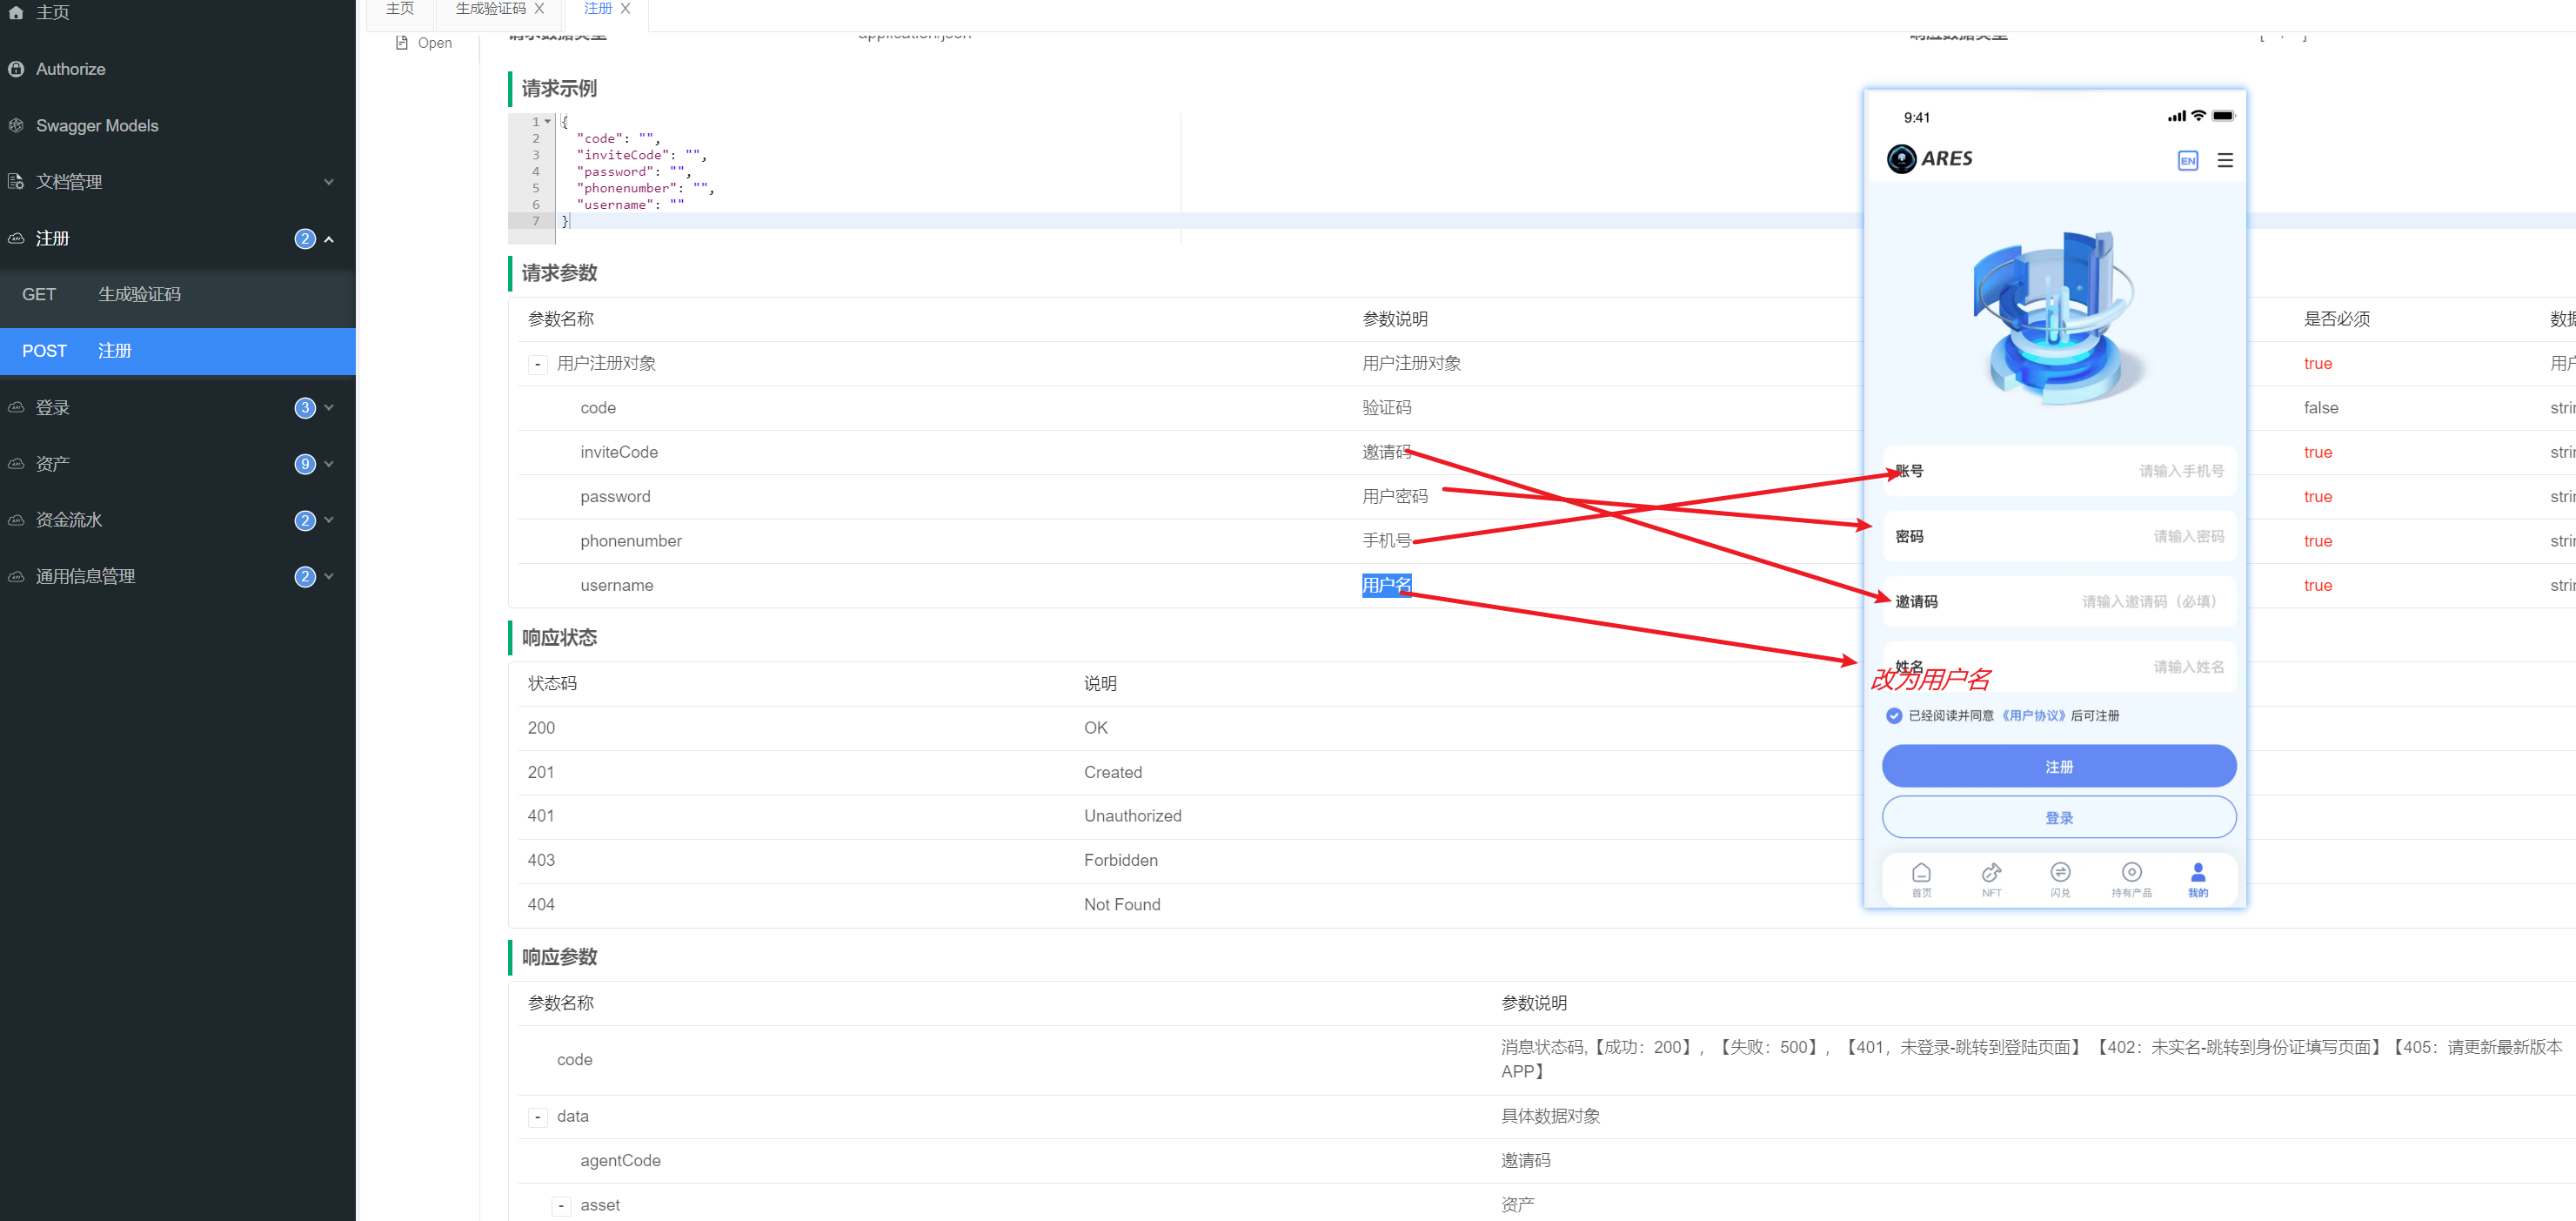 主页
Authorize
Swagger Models
文档管理
注册 2
GET 生成验证码
POST 注册
登录 3
资产 9
资金流水 2
通用信息管理 2
主页 生成验证码 X 注册 X
Open
请求数据类型 application/json 响应数据类型
请求示例
1 {
2 "code": "",
3 "inviteCode": "",
4 "password": "",
5 "phonenumber": "",
6 "username": ""
7 }
请求参数
参数名称 参数说明 是否必须
- 用户注册对象 用户注册对象 true
code 验证码 false
inviteCode 邀请码 true
password 用户密码 true
phonenumber 手机号 true
username 用户名 true
响应状态
状态码 说明
200 OK
201 Created
401 Unauthorized
403 Forbidden
404 Not Found
响应参数
参数名称 参数说明
code 消息状态码,【成功：200】，【失败：500】，【401，未登录-跳转到登陆页面】【402：未实名-跳转到身份证填写页面】【405：请更新最新版本
APP】
- data 具体数据对象
agentCode 邀请码
- asset 资产
9:41
ARES EN
账号 请输入手机号
密码 请输入密码
邀请码 请输入邀请码（必填）
姓名 请输入姓名
改为用户名
已经阅读并同意《用户协议》后可注册
注册
登录
首页 NFT 闪兑 持有产品 我的